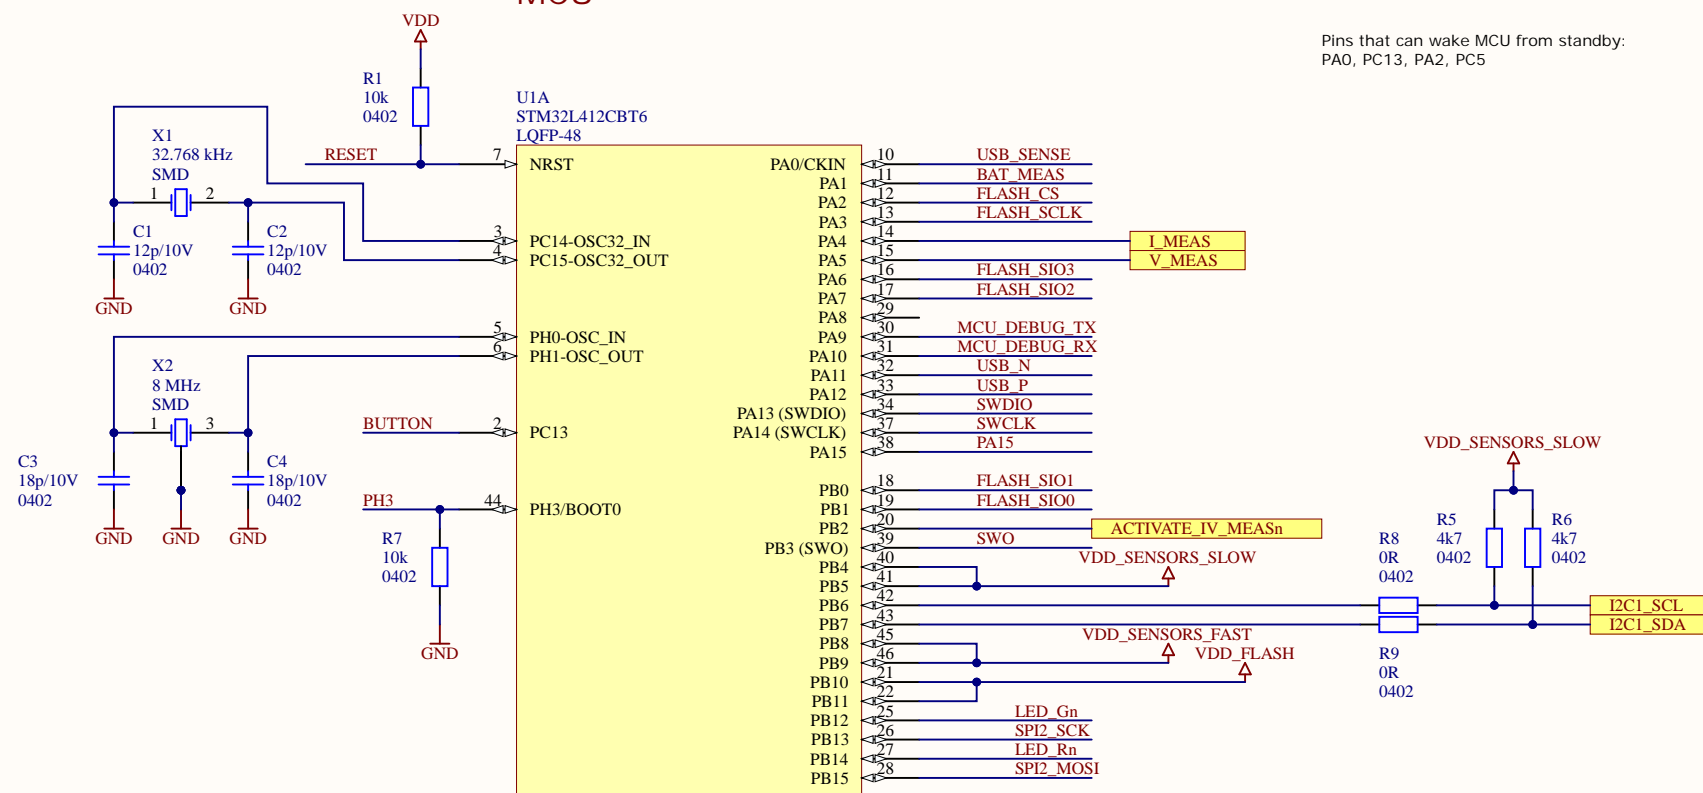 VDD
Pins that can wake MCU from standby:
PA0, PC13, PA2, PC5
R1
10k
0402
U1A
STM32L412CBT6
LQFP-48
X1
32.768 kHz
SMD
1
2
C1
12p/10V
0402
C2
12p/10V
0402
GND
GND
RESET
7
NRST
3
PC14-OSC32_IN
4
PC15-OSC32_OUT
5
PH0-OSC_IN
6
PH1-OSC_OUT
X2
8 MHz
SMD
1
3
C3
18p/10V
0402
C4
18p/10V
0402
GND
GND
GND
BUTTON
2
PC13
PH3
44
PH3/BOOT0
R7
10k
0402
GND
PA0/CKIN
10
USB_SENSE
PA1
11
BAT_MEAS
PA2
12
FLASH_CS
PA3
13
FLASH_SCLK
PA4
14
I_MEAS
PA5
15
V_MEAS
PA6
16
FLASH_SIO3
PA7
17
FLASH_SIO2
PA8
29
PA9
30
MCU_DEBUG_TX
PA10
31
MCU_DEBUG_RX
PA11
32
USB_N
PA12
33
USB_P
PA13 (SWDIO)
34
SWDIO
PA14 (SWCLK)
37
SWCLK
PA15
38
PA15
PB0
18
FLASH_SIO1
PB1
19
FLASH_SIO0
PB2
20
ACTIVATE_IV_MEASn
PB3 (SWO)
39
SWO
PB4
40
VDD_SENSORS_SLOW
PB5
41
PB6
42
PB7
43
PB8
45
VDD_SENSORS_FAST
PB9
46
VDD_FLASH
PB10
21
PB11
22
PB12
25
LED_Gn
PB13
26
SPI2_SCK
PB14
27
LED_Rn
PB15
28
SPI2_MOSI
VDD_SENSORS_SLOW
R5
4k7
0402
R6
4k7
0402
R8
0R
0402
I2C1_SCL
I2C1_SDA
R9
0R
0402